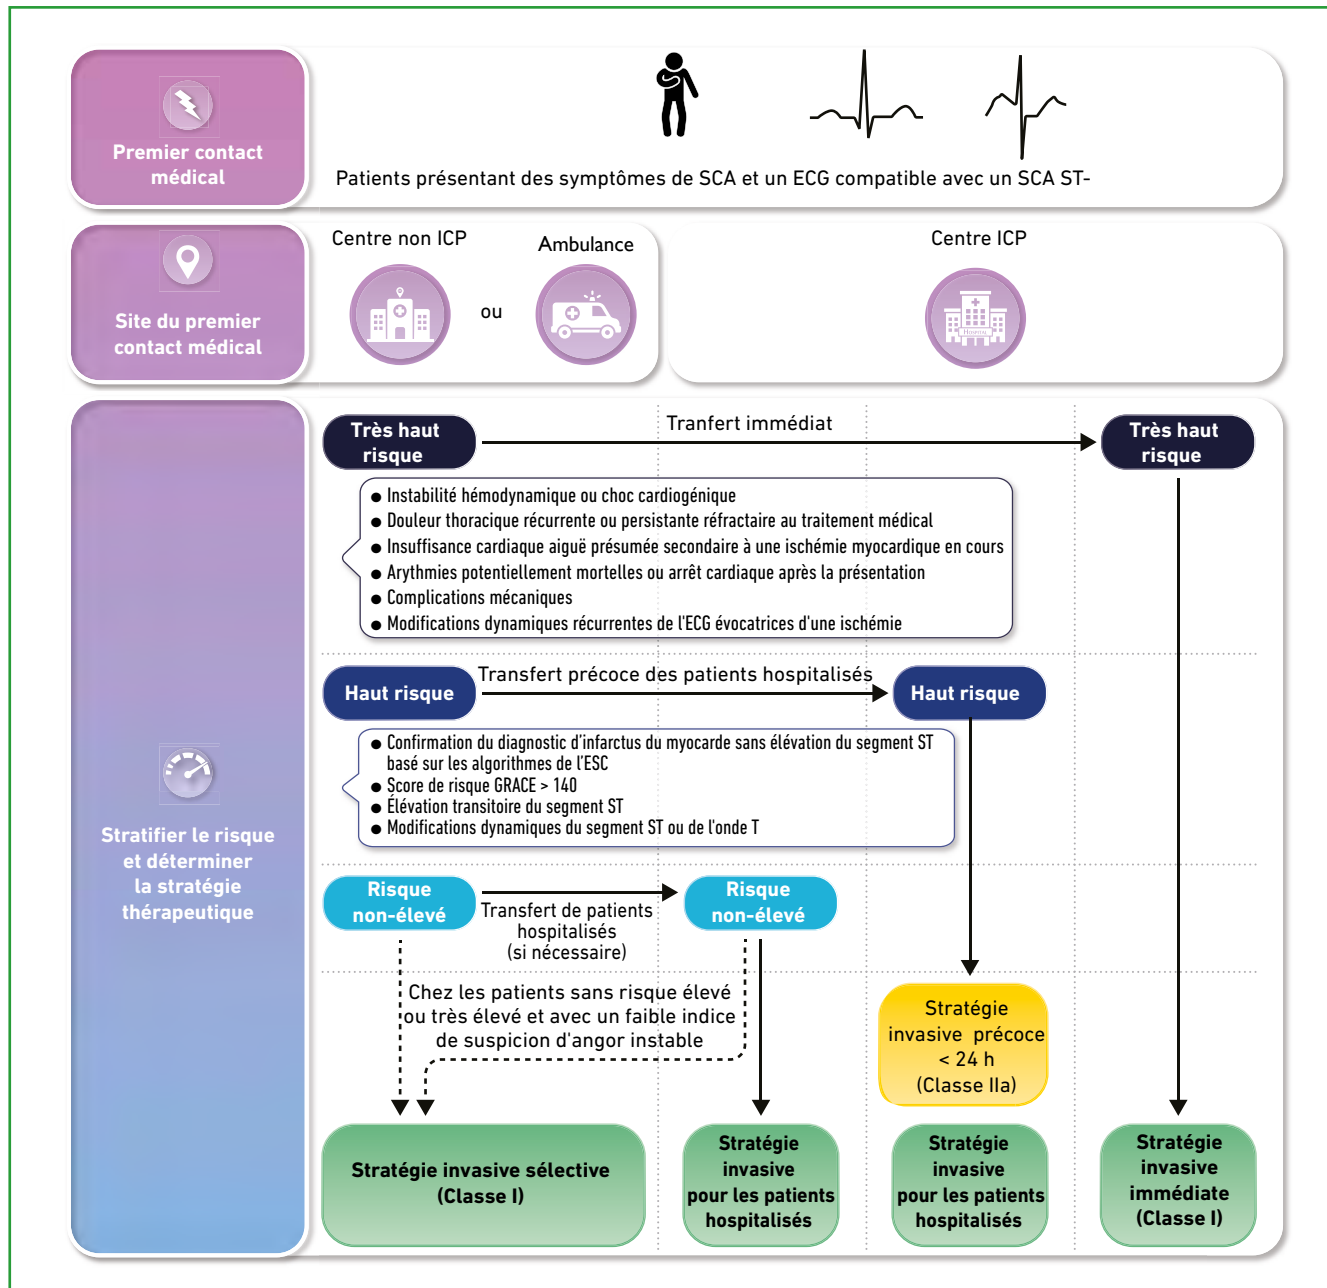 Premier contact
médical
Patients présentant des symptômes de SCA et un ECG compatible avec un SCA ST-
Site du premier
contact médical
Centre non ICP
ou
Ambulance
Centre ICP
HOSPITAL
Stratifier le risque
et déterminer
la stratégie
thérapeutique
Très haut
risque
Tranfert immédiat
Très haut
risque
● Instabilité hémodynamique ou choc cardiogénique
● Douleur thoracique récurrente ou persistante réfractaire au traitement médical
● Insuffisance cardiaque aiguë présumée secondaire à une ischémie myocardique en cours
● Arythmies potentiellement mortelles ou arrêt cardiaque après la présentation
● Complications mécaniques
● Modifications dynamiques récurrentes de l'ECG évocatrices d'une ischémie
Haut risque
Transfert précoce des patients hospitalisés
Haut risque
● Confirmation du diagnostic d'infarctus du myocarde sans élévation du segment ST
basé sur les algorithmes de l'ESC
● Score de risque GRACE > 140
● Élévation transitoire du segment ST
● Modifications dynamiques du segment ST ou de l'onde T
Risque
non-élevé
Transfert de patients
hospitalisés
(si nécessaire)
Risque
non-élevé
Chez les patients sans risque élevé
ou très élevé et avec un faible indice
de suspicion d'angor instable
Stratégie
invasive précoce
< 24 h
(Classe IIa)
Stratégie invasive sélective
(Classe I)
Stratégie
invasive
pour les patients
hospitalisés
Stratégie
invasive
pour les patients
hospitalisés
Stratégie
invasive
immédiate
(Classe I)